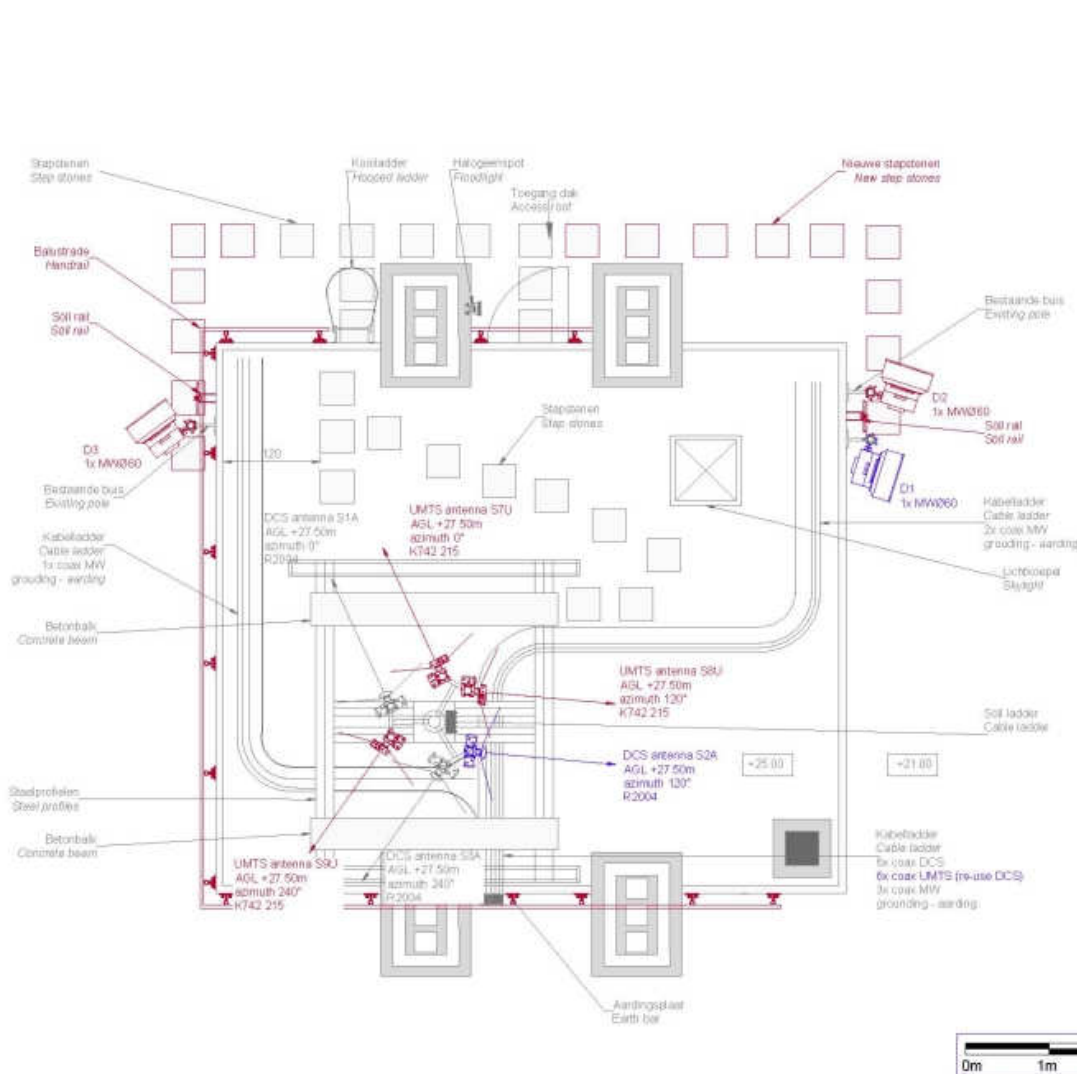 Stapstenen
Step stones
Kooiladder
Hooped ladder
Halogeenspot
Floodlight
Toegang dak
Access roof
Nieuwe stapstenen
New step stones
Balustrade
Handrail
Söll rail
Söll rail
Bestaande buis
Existing pole
D2
1x MWØ60
Söll rail
Söll rail
D3
1x MWØ60
120
Stapstenen
Step stones
D1
1x MWØ60
Bestaande buis
Existing pole
DCS antenna S1A
AGL +27.50m
azimuth 0°
R2004
UMTS antenna S7U
AGL +27.50m
azimuth 0°
K742 215
Kabelladder
Cable ladder
2x coax MW
grounding - aarding
Kabelladder
Cable ladder
1x coax MW
grouding - aarding
Lichtkoepel
Skylight
Betonbalk
Concrete beam
UMTS antenna S8U
AGL +27.50m
azimuth 120°
K742 215
Söll ladder
Cable ladder
DCS antenna S2A
AGL +27.50m
azimuth 120°
R2004
+25.00
+21.00
Staalprofielen
Steel profiles
Betonbalk
Concrete beam
UMTS antenna S9U
AGL +27.50m
azimuth 240°
K742 215
DCS antenna S3A
AGL +27.50m
azimuth 240°
R2004
Kabelladder
Cable ladder
6x coax DCS
6x coax UMTS (re-use DCS)
3x coax MW
grounding - aarding
Aardingsplaat
Earth bar
0m
1m